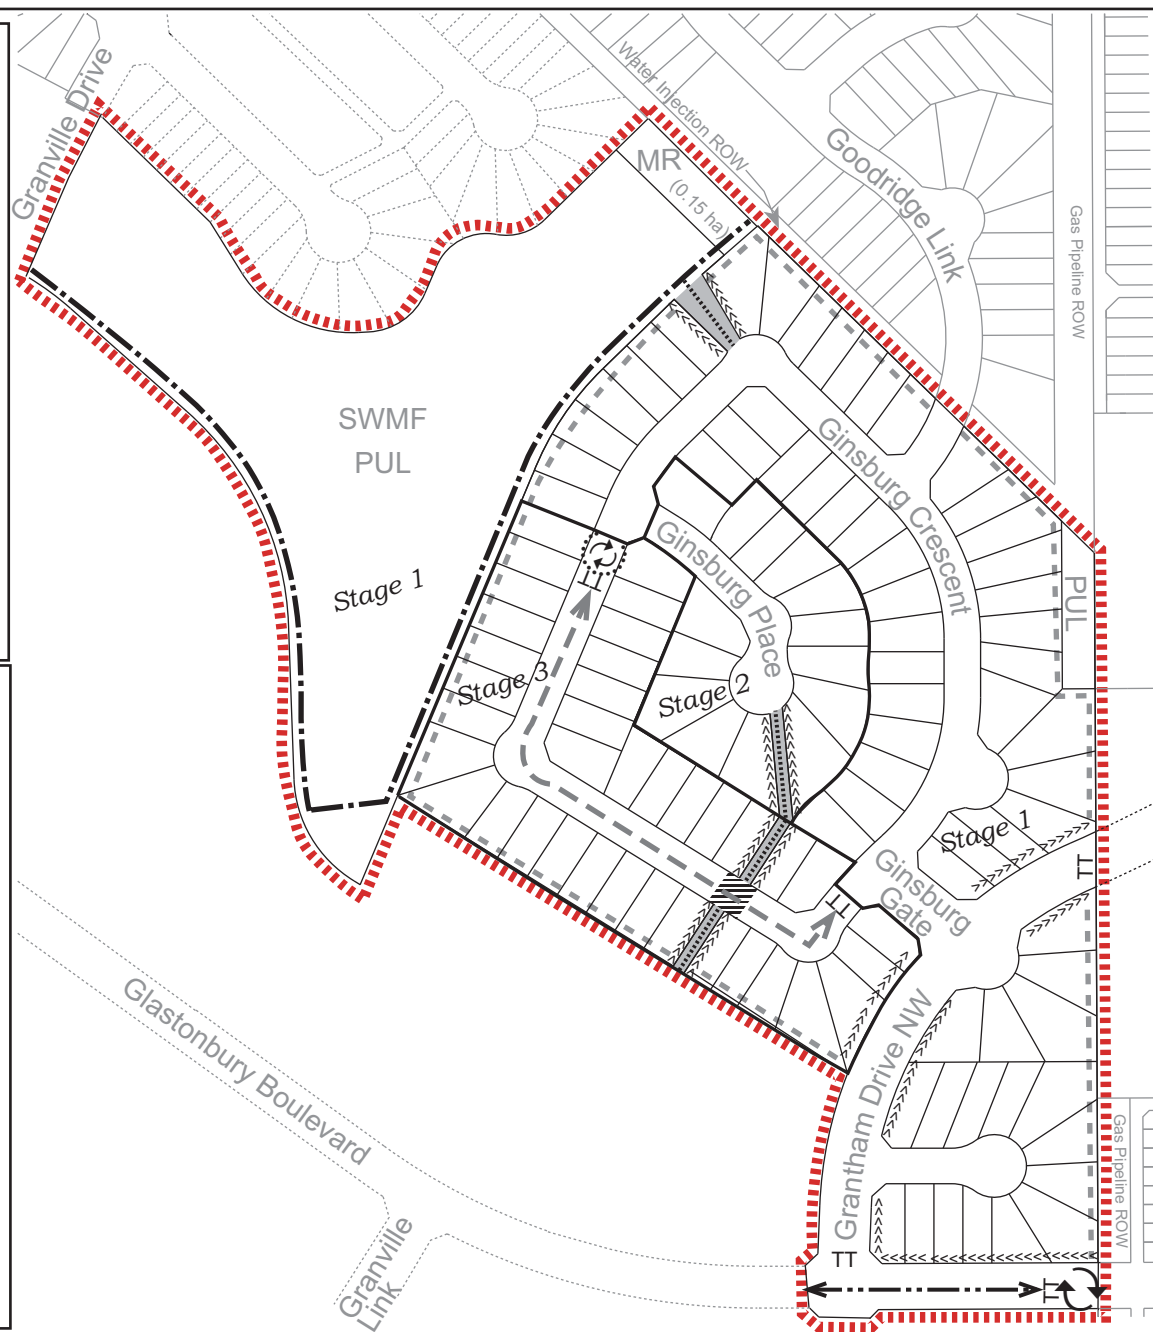 Granville Drive
Water Injection ROW
MR
(0.15 ha)
Goodridge Link
Gas Pipeline ROW
SWMF
PUL
Ginsburg Crescent
Ginsburg Place
Stage 1
TT
PUL
Stage 3
Stage 2
Stage 1
TT
Ginsburg
Gate
TT
Glastonbury Boulevard
Grantham Drive NW
Gas Pipeline ROW
Granville
Link
TT
TT